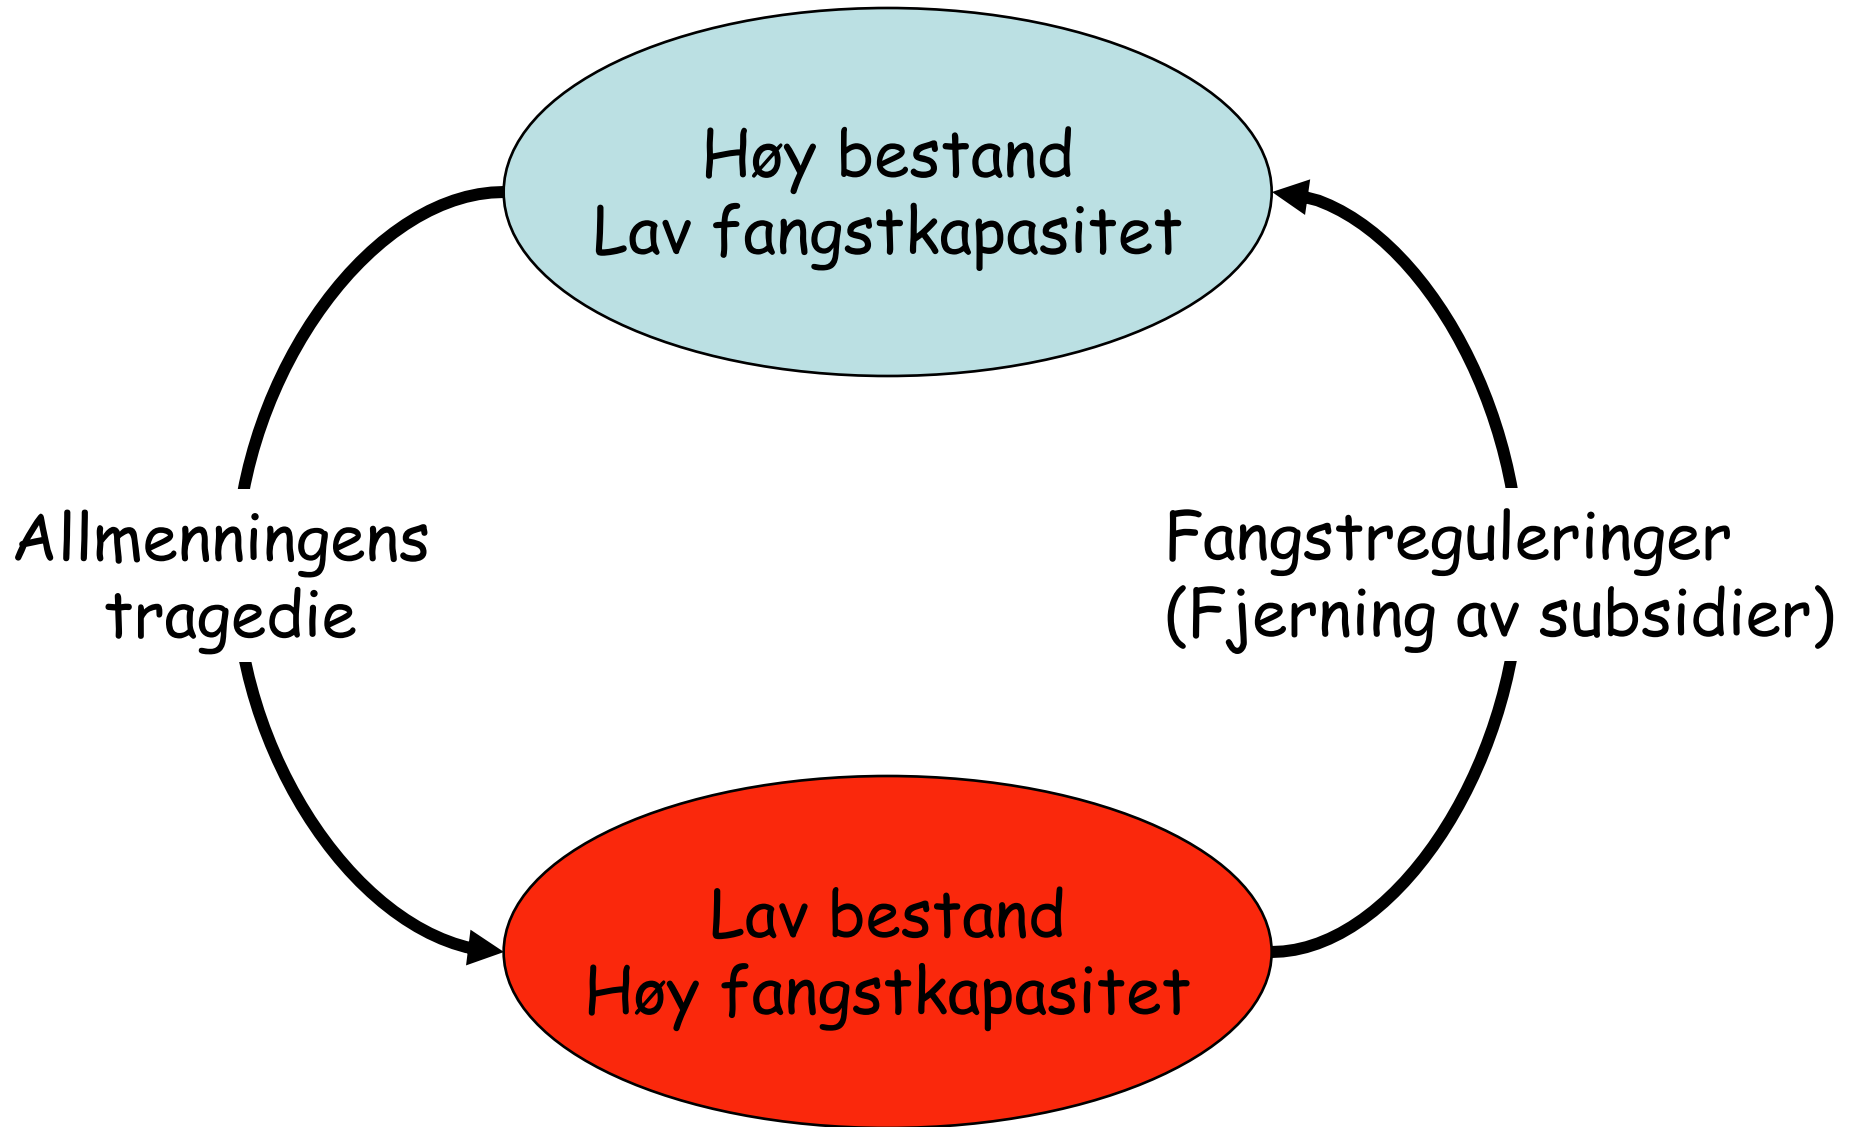 Høy bestand
Lav fangstkapasitet
Allmenningens
tragedie
Fangstreguleringer
(Fjerning av subsidier)
Lav bestand
Høy fangstkapasitet